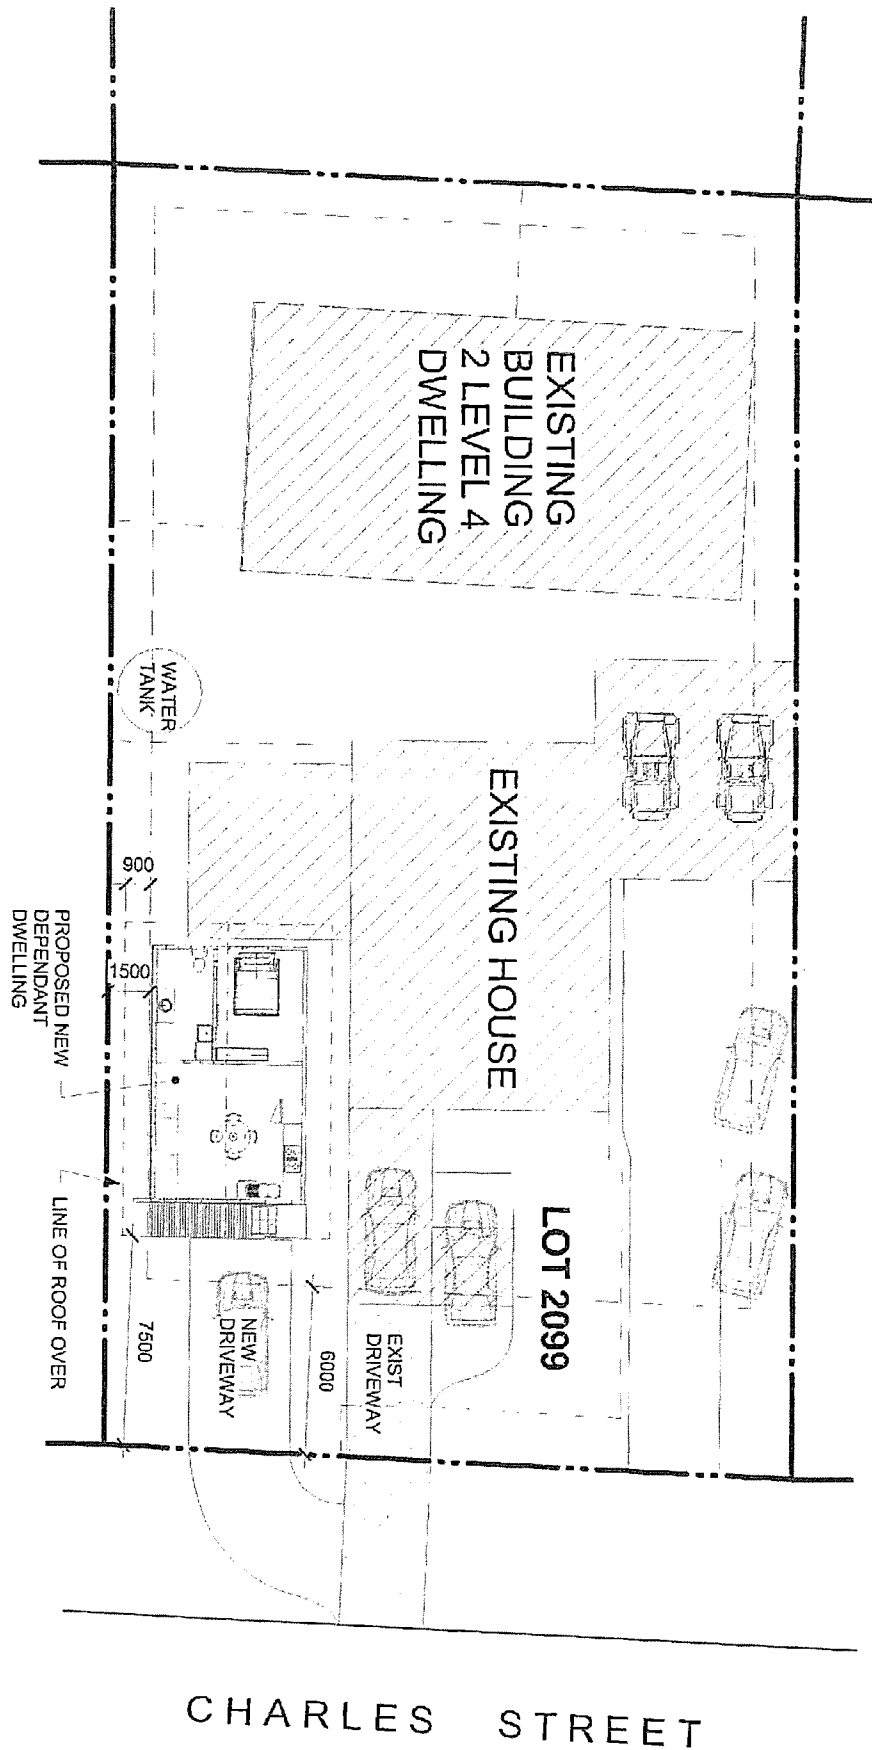 EXISTING
BUILDING
2 LEVEL 4
DWELLING
WATER
TANK
EXISTING HOUSE
900
1500
PROPOSED NEW
DEPENDANT
DWELLING
LINE OF ROOF OVER
LOT 2099
7500
NEW
DRIVEWAY
6000
EXIST
DRIVEWAY
CHARLES STREET